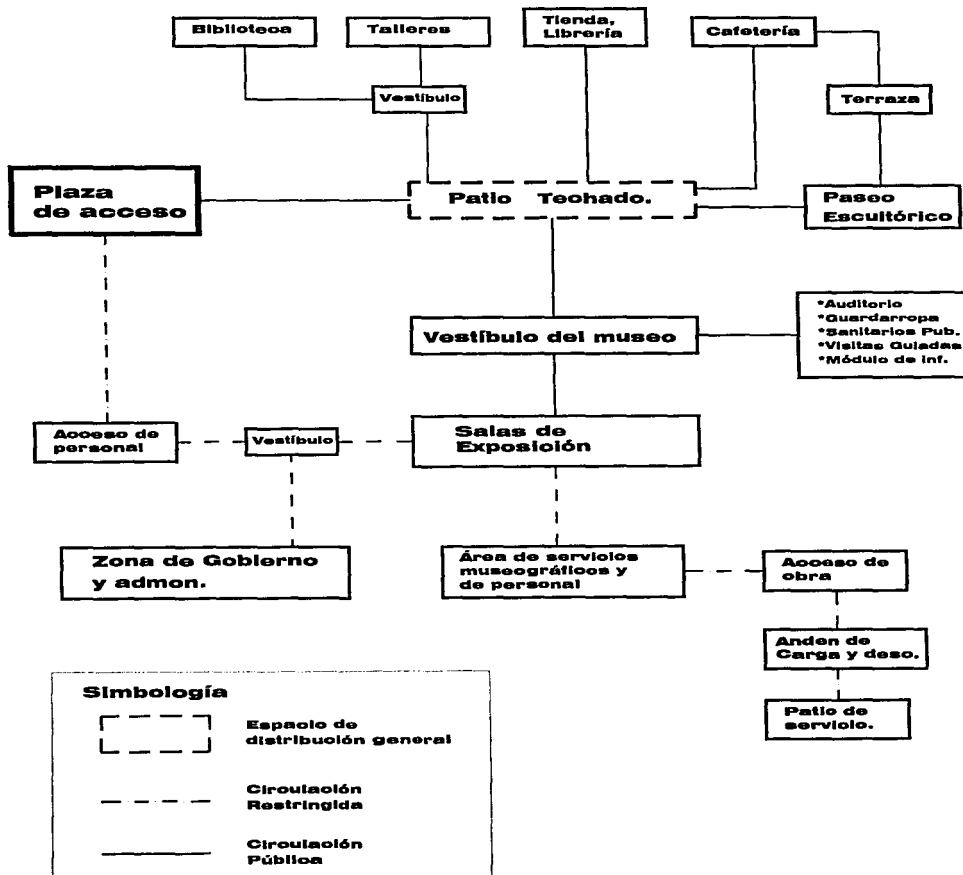 Biblioteca
Talleres
Tienda,
Librería
Cafetería
Vestíbulo
Terraza
Plaza
de acceso
Patio Techado.
Paseo
Escultórico
Vestíbulo del museo
*Auditorio
*Guardarropa
*Sanitarios Pub.
*Visitas Guiadas
*Módulo de Inf.
Acceso de
personal
Vestíbulo
Salas de
Exposición
Zona de Gobierno
y admon.
Área de servicios
museográficos y
de personal
Acceso de
obra
Anden de
Carga y desc.
Patio de
servicio.
Simbología
Espacio de
distribución general
Circulación
Restringida
Circulación
Pública